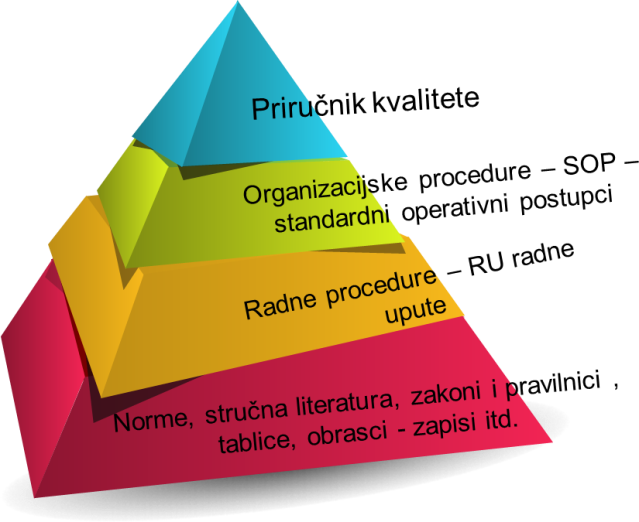 Priručnik kvalitete
Organizacijske procedure – SOP –
standardni operativni postupci
Radne procedure – RU radne
upute
Norme, stručna literatura, zakoni i pravilnici ,
tablice, obrasci - zapisi itd.